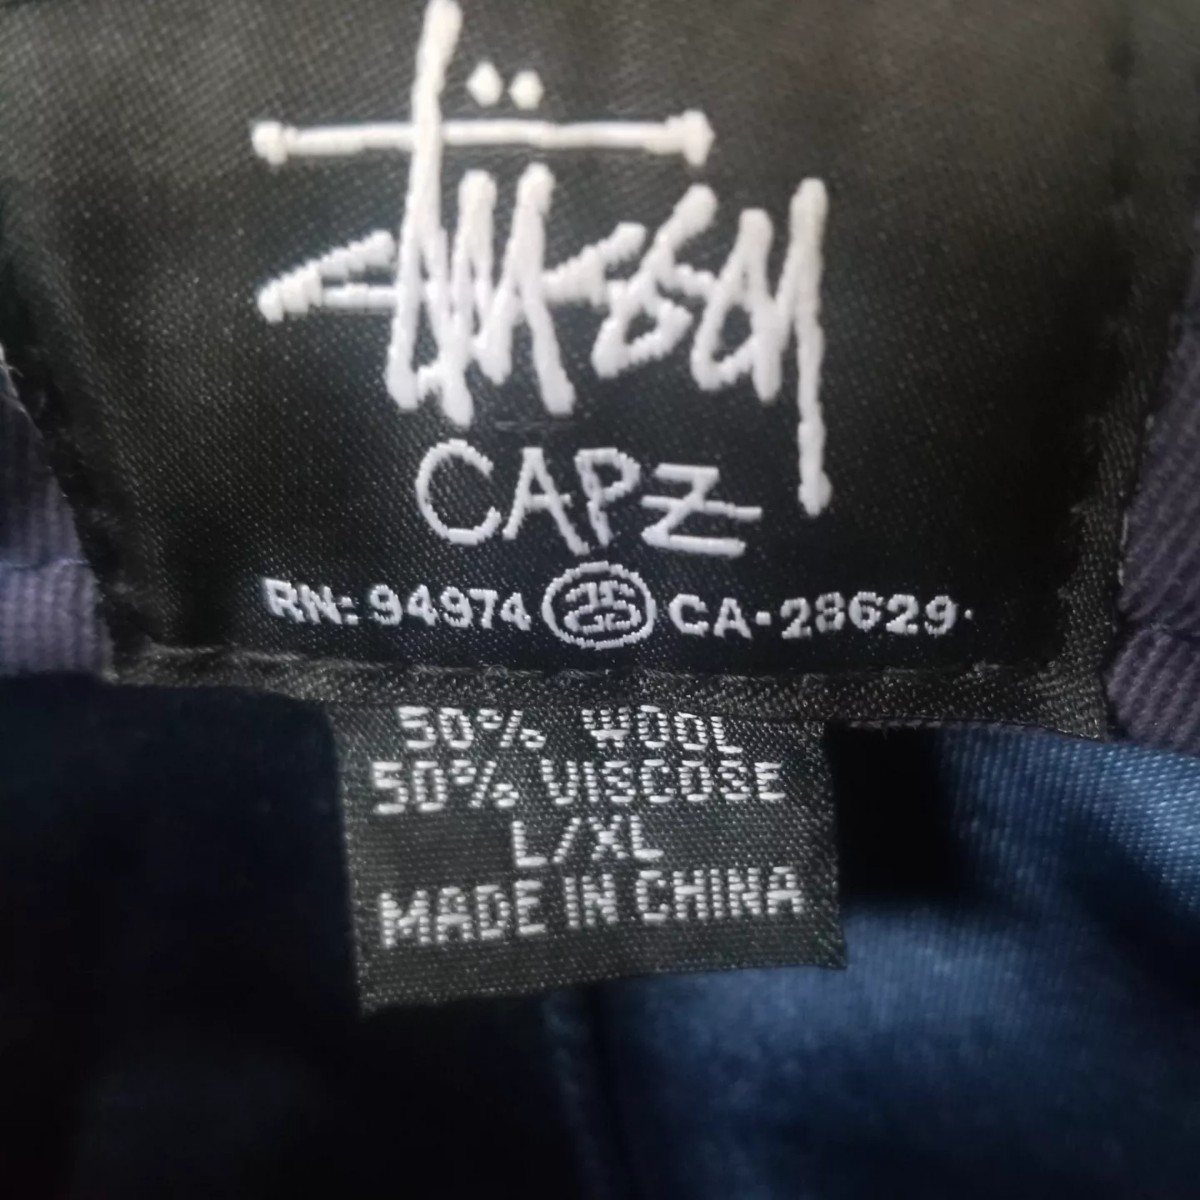 Stüssy
CAPZ
RN: 94974 CA·28629·
50% WOOL
50% VISCOSE
L/XL
MADE IN CHINA